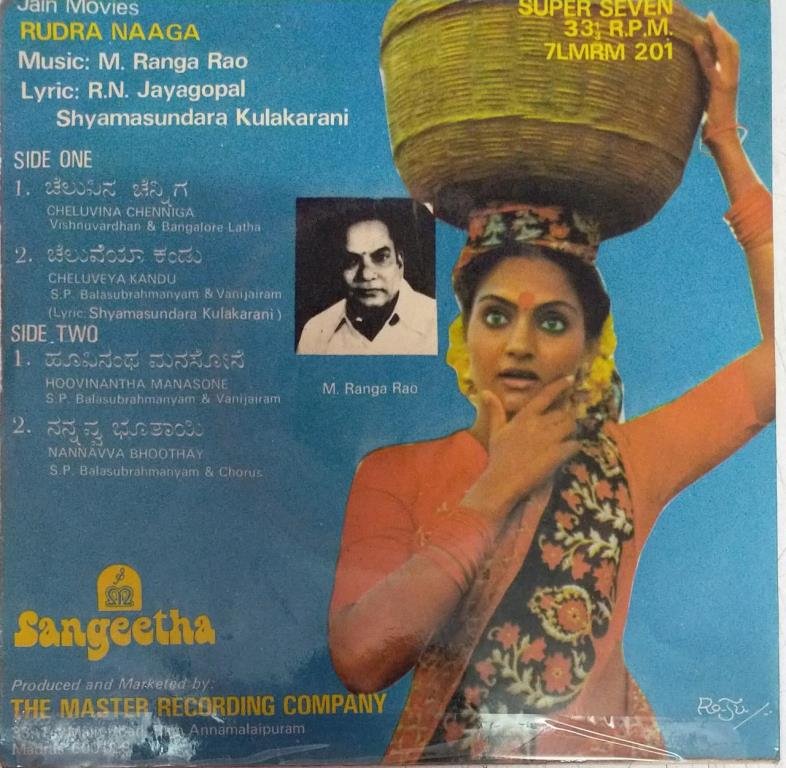 Jain Movies
RUDRA NAAGA
Music: M. Ranga Rao
Lyric: R.N. Jayagopal
Shyamasundara Kulakarani
SUPER SEVEN
33⅓ R.P.M.
7LMRM 201
SIDE ONE
1. ಚೆಲುವಿನ ಚೆನ್ನಿಗ
CHELUVINA CHENNIGA
Vishnuvardhan & Bangalore Latha
2. ಚೆಲುವೆಯಾ ಕಂಡು
CHELUVEYA KANDU
S.P. Balasubrahmanyam & Vanijairam
(Lyric: Shyamasundara Kulakarani)
SIDE TWO
1. ಹೂವಿನಂಥ ಮನಸೋನೆ
HOOVINANTHA MANASONE
S.P. Balasubrahmanyam & Vanijairam
2. ನನ್ನವ್ವ ಭೂತಾಯಿ
NANNAVVA BHOOTHAY
S.P. Balasubrahmanyam & Chorus
M. Ranga Rao
Sangeetha
Produced and Marketed by:
THE MASTER RECORDING COMPANY
Annamalaipuram
Madras